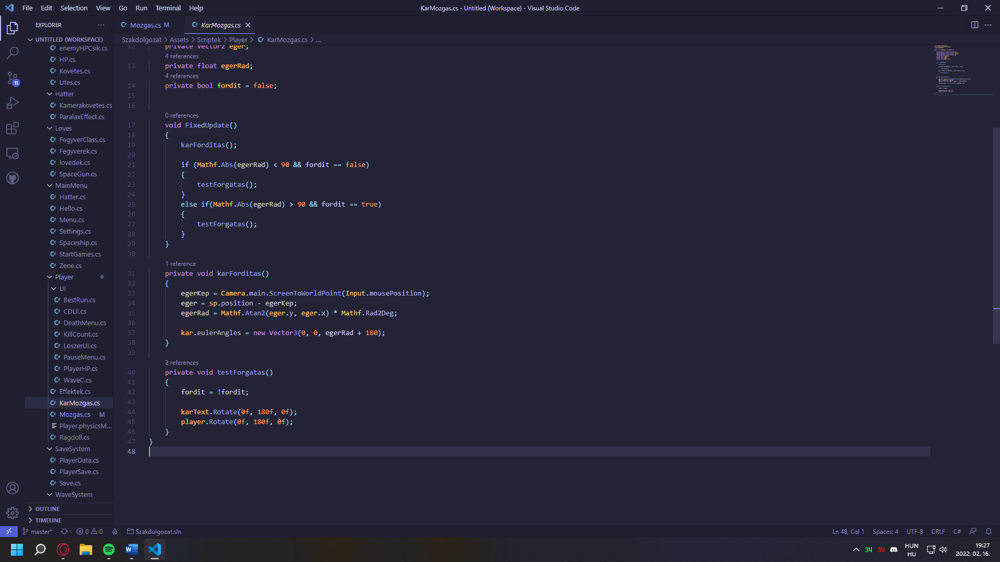 File Edit Selection View Go Run Terminal Help
KarMozgas.cs - Untitled (Workspace) - Visual Studio Code
EXPLORER
UNTITLED (WORKSPACE)
enemyHPCsik.cs
HP.cs
Kovetes.cs
Utes.cs
Hatter
Kamerakovetes.cs
ParalaxEffect.cs
Loves
FegyverClass.cs
Fegyverek.cs
lovedek.cs
SpaceGun.cs
MainMenu
Hatter.cs
Hello.cs
Menu.cs
Settings.cs
Spaceship.cs
StartGames.cs
Zene.cs
Player
UI
BestRun.cs
CDUI.cs
DeathMenu.cs
KillCount.cs
LoszerUI.cs
PauseMenu.cs
PlayerHP.cs
WaveC.cs
Effektek.cs
KarMozgas.cs
Mozgas.cs M
Player.physicsM...
Ragdoll.cs
SaveSystem
PlayerData.cs
PlayerSave.cs
Save.cs
WaveSystem
OUTLINE
TIMELINE
11
Mozgas.cs M
KarMozgas.cs
Szakdolgozat > Assets > Scriptek > Player > KarMozgas.cs > ...
12 private Vector2 eger;
4 references
13 private float egerRad;
4 references
14 private bool fordit = false;
15
16
0 references
17 void FixedUpdate()
18 {
19 karForditas();
20
21 if (Mathf.Abs(egerRad) < 90 && fordit == false)
22 {
23 testForgatas();
24 }
25 else if(Mathf.Abs(egerRad) > 90 && fordit == true)
26 {
27 testForgatas();
28 }
29 }
30
1 reference
31 private void karForditas()
32 {
33 egerKep = Camera.main.ScreenToWorldPoint(Input.mousePosition);
34 eger = sp.position - egerKep;
35 egerRad = Mathf.Atan2(eger.y, eger.x) * Mathf.Rad2Deg;
36
37 kar.eulerAngles = new Vector3(0, 0, egerRad + 180);
38 }
39
2 references
40 private void testForgatas()
41 {
42 fordit = !fordit;
43
44 karText.Rotate(0f, 180f, 0f);
45 player.Rotate(0f, 180f, 0f);
46 }
47 }
48
master* 0 0 Szakdolgozat.sln
Ln 48, Col 1 Spaces: 4 UTF-8 CRLF C#
34 34
HUN
HU
19:27
2022. 02. 16.